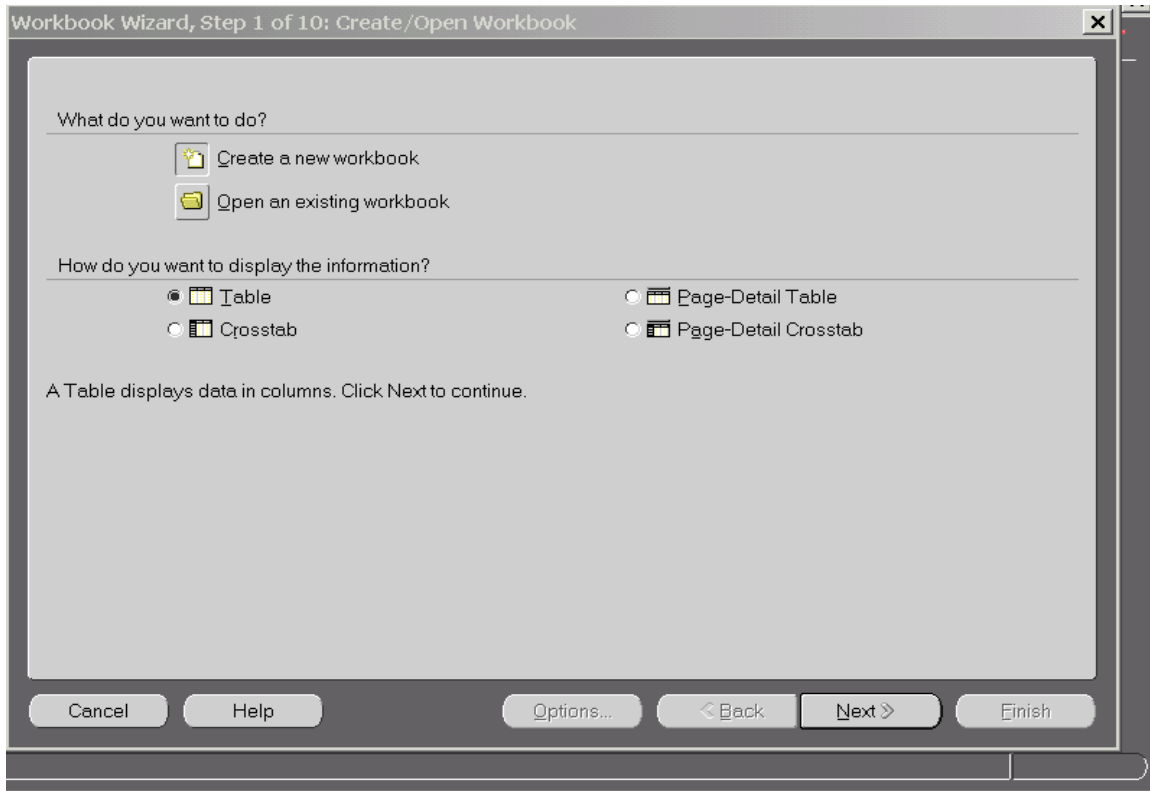 Workbook Wizard, Step 1 of 10: Create/Open Workbook
What do you want to do?
Create a new workbook
Open an existing workbook
How do you want to display the information?
Table
Page-Detail Table
Crosstab
Page-Detail Crosstab
A Table displays data in columns. Click Next to continue.
Cancel Help Options... Back Next Finish